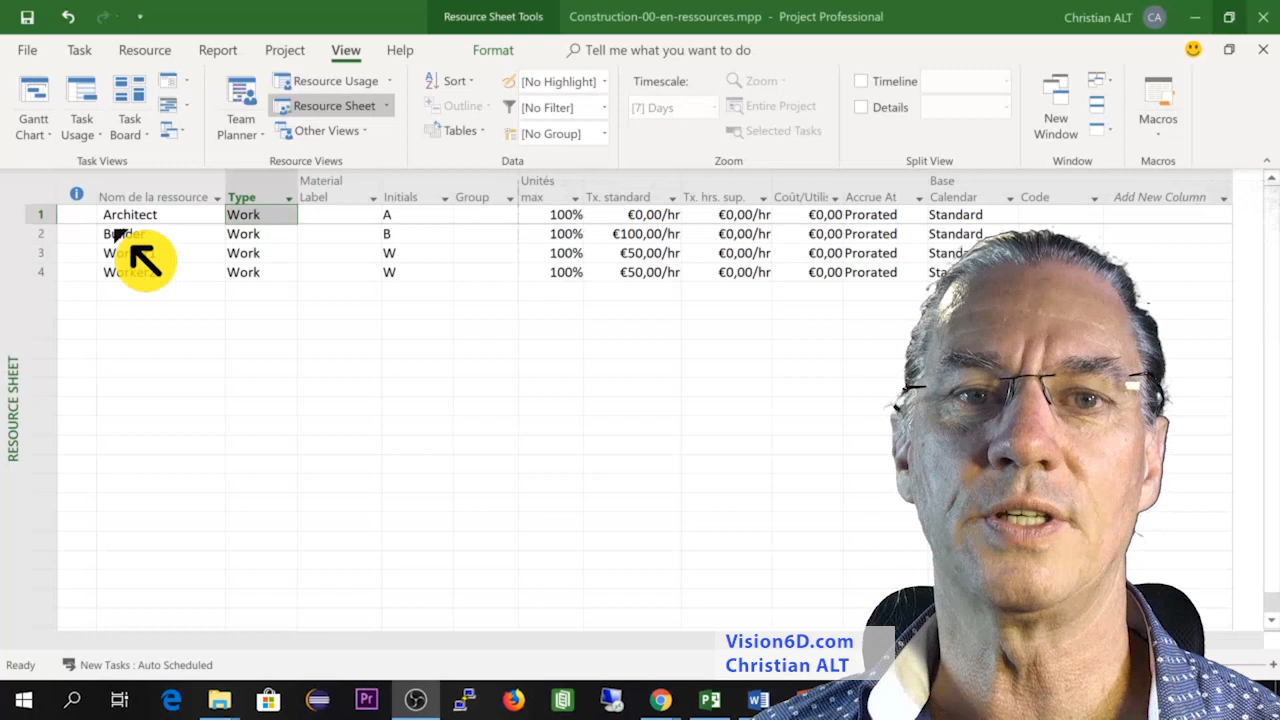 Resource Sheet Tools
Construction-00-en-ressources.mpp - Project Professional
Christian ALT CA
File Task Resource Report Project View Help Format Tell me what you want to do
Gantt Chart
Task Usage
Task Board
Task Views
Team Planner
Resource Usage
Resource Sheet
Other Views
Resource Views
Sort
Outline
Tables
[No Highlight]
[No Filter]
[No Group]
Data
Timescale:
[7] Days
Zoom
Entire Project
Selected Tasks
Zoom
Timeline
Details
Split View
New Window
Window
Macros
Macros
Nom de la ressource Type Material Label Initials Group Unités max Tx. standard Tx. hrs. sup. Coût/Utilis Accrue At Base Calendar Code Add New Column
1 Architect Work A 100% €0,00/hr €0,00/hr €0,00 Prorated Standard
2 Builder Work B 100% €100,00/hr €0,00/hr €0,00 Prorated Standard
3 Work W 100% €50,00/hr €0,00/hr €0,00 Prorated
4 Work W 100% €50,00/hr €0,00/hr €0,00 Prorated
RESOURCE SHEET
Vision6D.com
Christian ALT
Ready New Tasks : Auto Scheduled